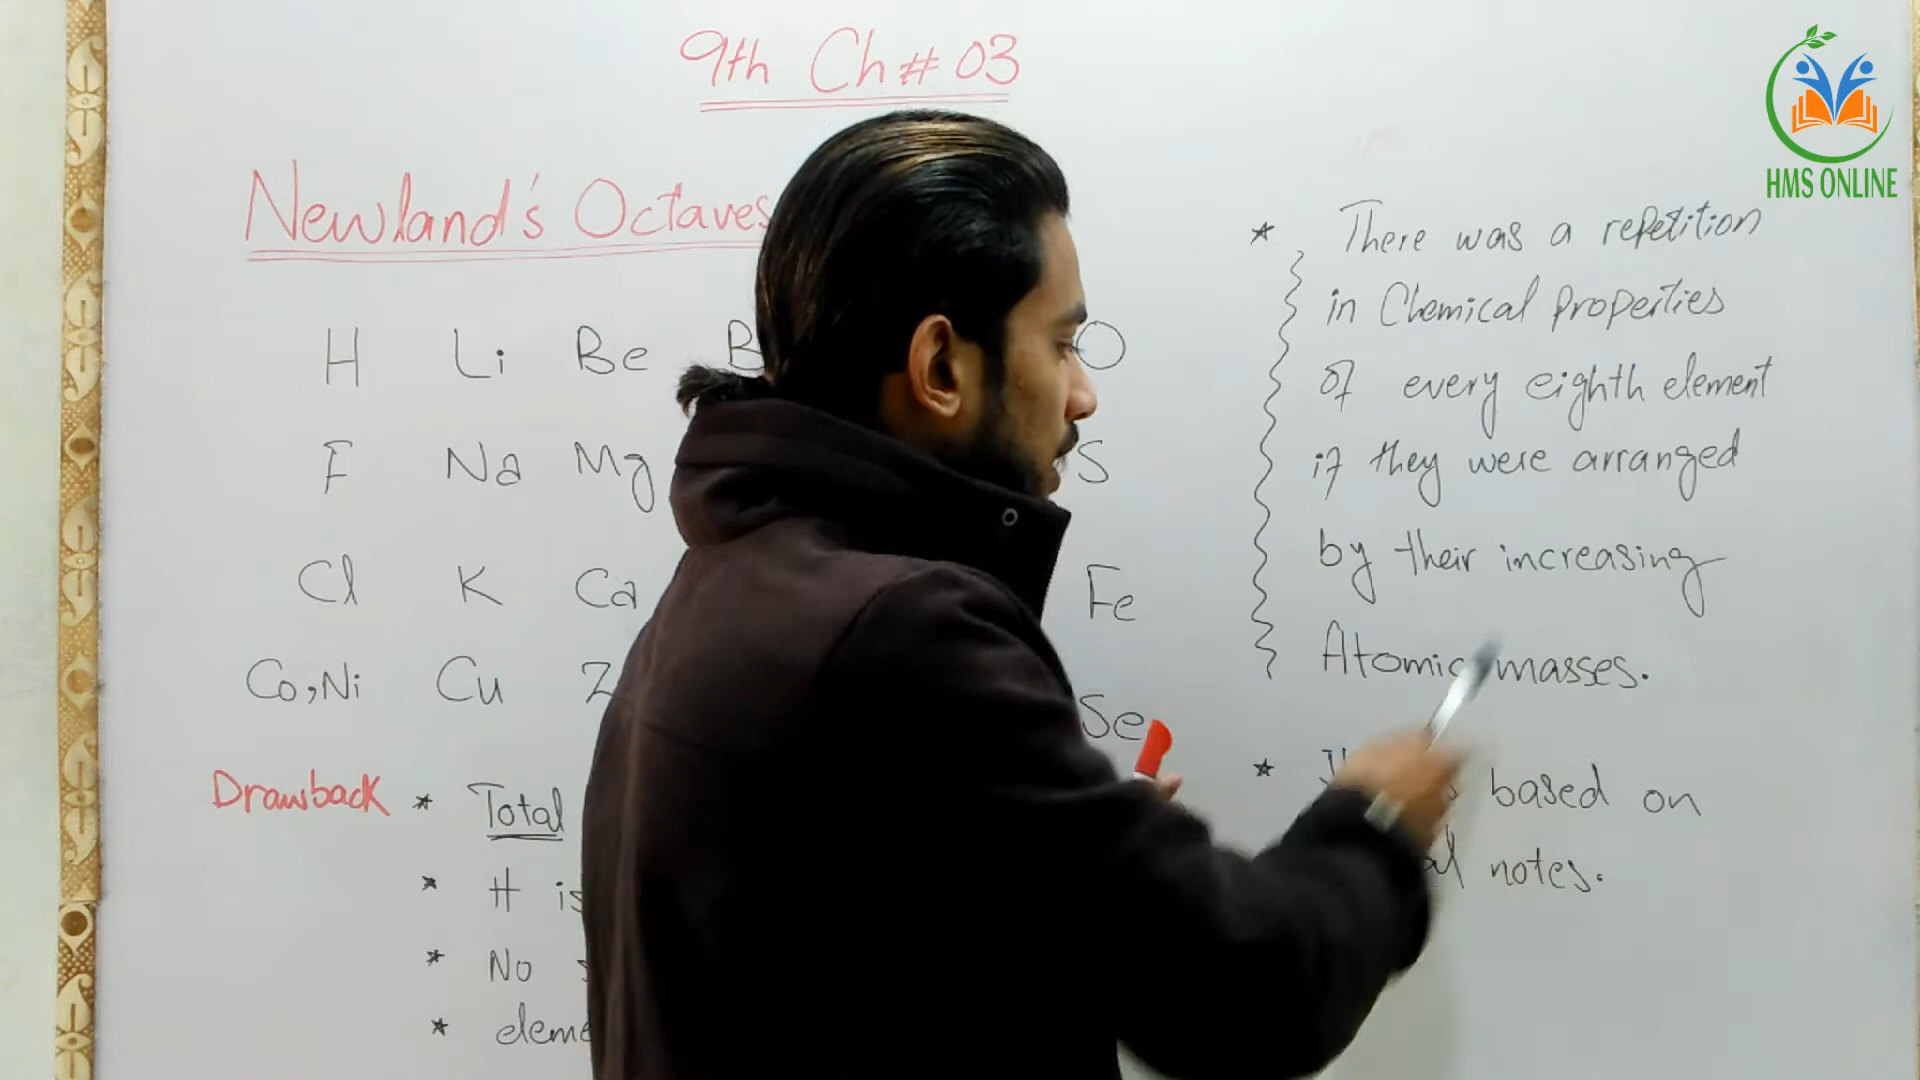 9th Ch # 03
HMS ONLINE
Newland's Octaves
H Li Be B O
F Na Mg S
Cl K Ca Fe
Co, Ni Cu Z Se
Drawback * Total
* H is
* No
* eleme
* There was a repetition
in Chemical properties
of every eighth element
if they were arranged
by their increasing
Atomic masses.
* based on
notes.